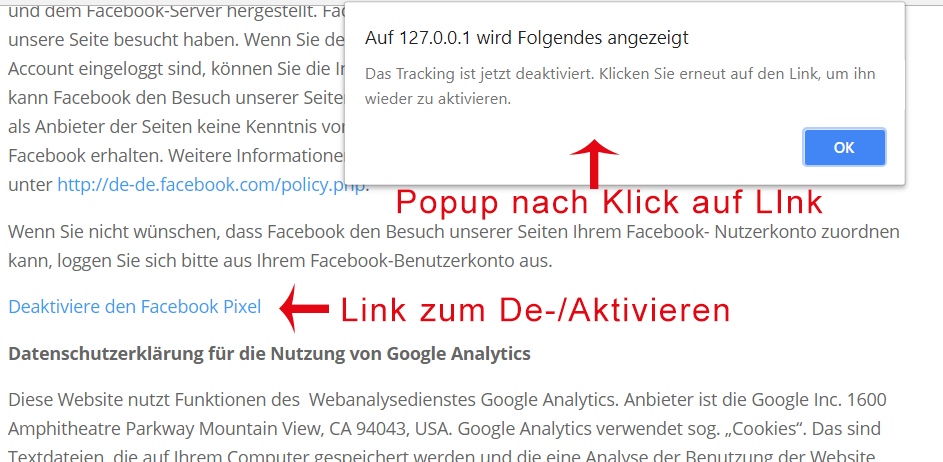 und dem Facebook-Server hergestellt. Fac
unsere Seite besucht haben. Wenn Sie de
Account eingeloggt sind, können Sie die In
kann Facebook den Besuch unserer Seite
als Anbieter der Seiten keine Kenntnis vo
Facebook erhalten. Weitere Informatione
unter http://de-de.facebook.com/policy.php.
Auf 127.0.0.1 wird Folgendes angezeigt
Das Tracking ist jetzt deaktiviert. Klicken Sie erneut auf den Link, um ihn
wieder zu aktivieren.
OK
Popup nach Klick auf LInk
Wenn Sie nicht wünschen, dass Facebook den Besuch unserer Seiten Ihrem Facebook- Nutzerkonto zuordnen
kann, loggen Sie sich bitte aus Ihrem Facebook-Benutzerkonto aus.
Deaktiviere den Facebook Pixel
Link zum De-/Aktivieren
Datenschutzerklärung für die Nutzung von Google Analytics
Diese Website nutzt Funktionen des Webanalysedienstes Google Analytics. Anbieter ist die Google Inc. 1600
Amphitheatre Parkway Mountain View, CA 94043, USA. Google Analytics verwendet sog. „Cookies“. Das sind
Textdateien, die auf Ihrem Computer gespeichert werden und die eine Analyse der Benutzung der Website